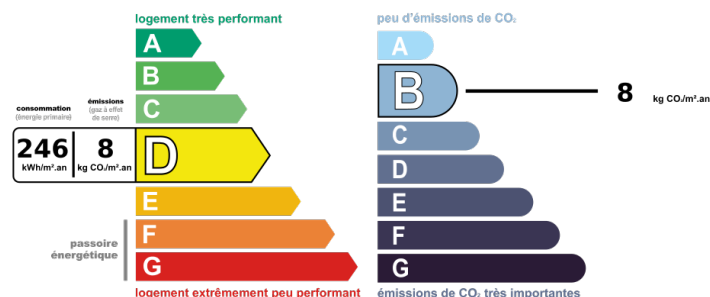 logement très performant
A
B
C
consommation
(énergie primaire)
émissions
(gaz à effet
de serre)
246
kWh/m².an
8
kg CO₂/m².an
D
E
F
G
passoire
énergétique
logement extrêmement peu performant
peu d'émissions de CO₂
A
B
8
kg CO₂/m².an
C
D
E
F
G
émissions de CO₂ très importantes